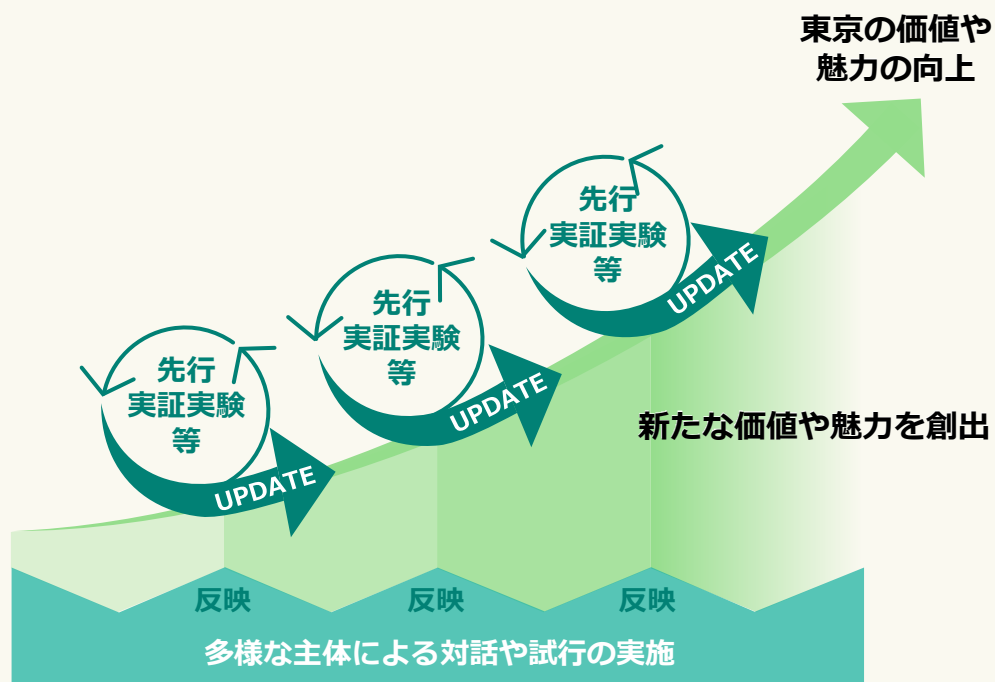 東京の価値や
魅力の向上
先行
実証実験
等
UPDATE
先行
実証実験
等
UPDATE
先行
実証実験
等
UPDATE
新たな価値や魅力を創出
反映
反映
反映
多様な主体による対話や試行の実施